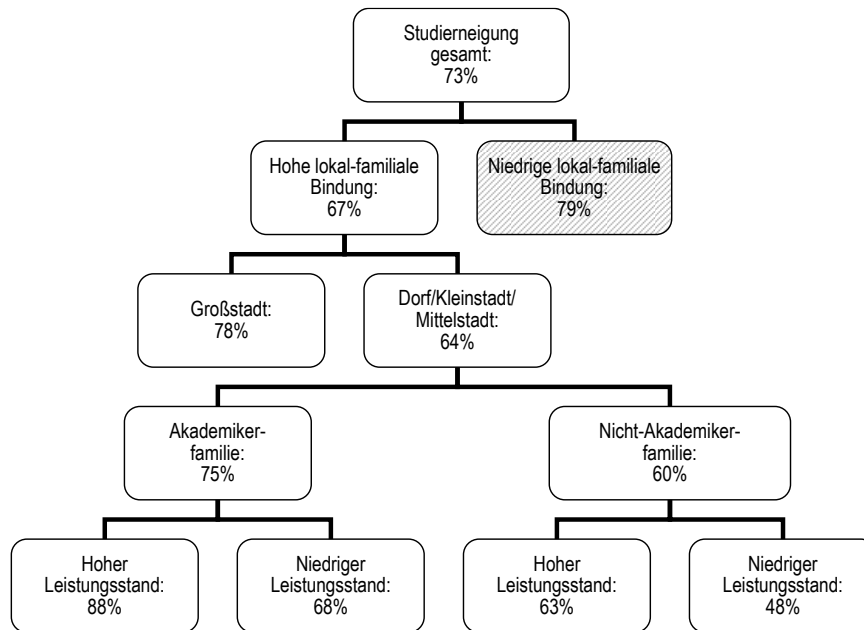 Studierneigung
gesamt:
73%
Hohe lokal-familiale
Bindung:
67%
Niedrige lokal-familiale
Bindung:
79%
Großstadt:
78%
Dorf/Kleinstadt/
Mittelstadt:
64%
Akademiker-
familie:
75%
Nicht-Akademiker-
familie:
60%
Hoher
Leistungsstand:
88%
Niedriger
Leistungsstand:
68%
Hoher
Leistungsstand:
63%
Niedriger
Leistungsstand:
48%